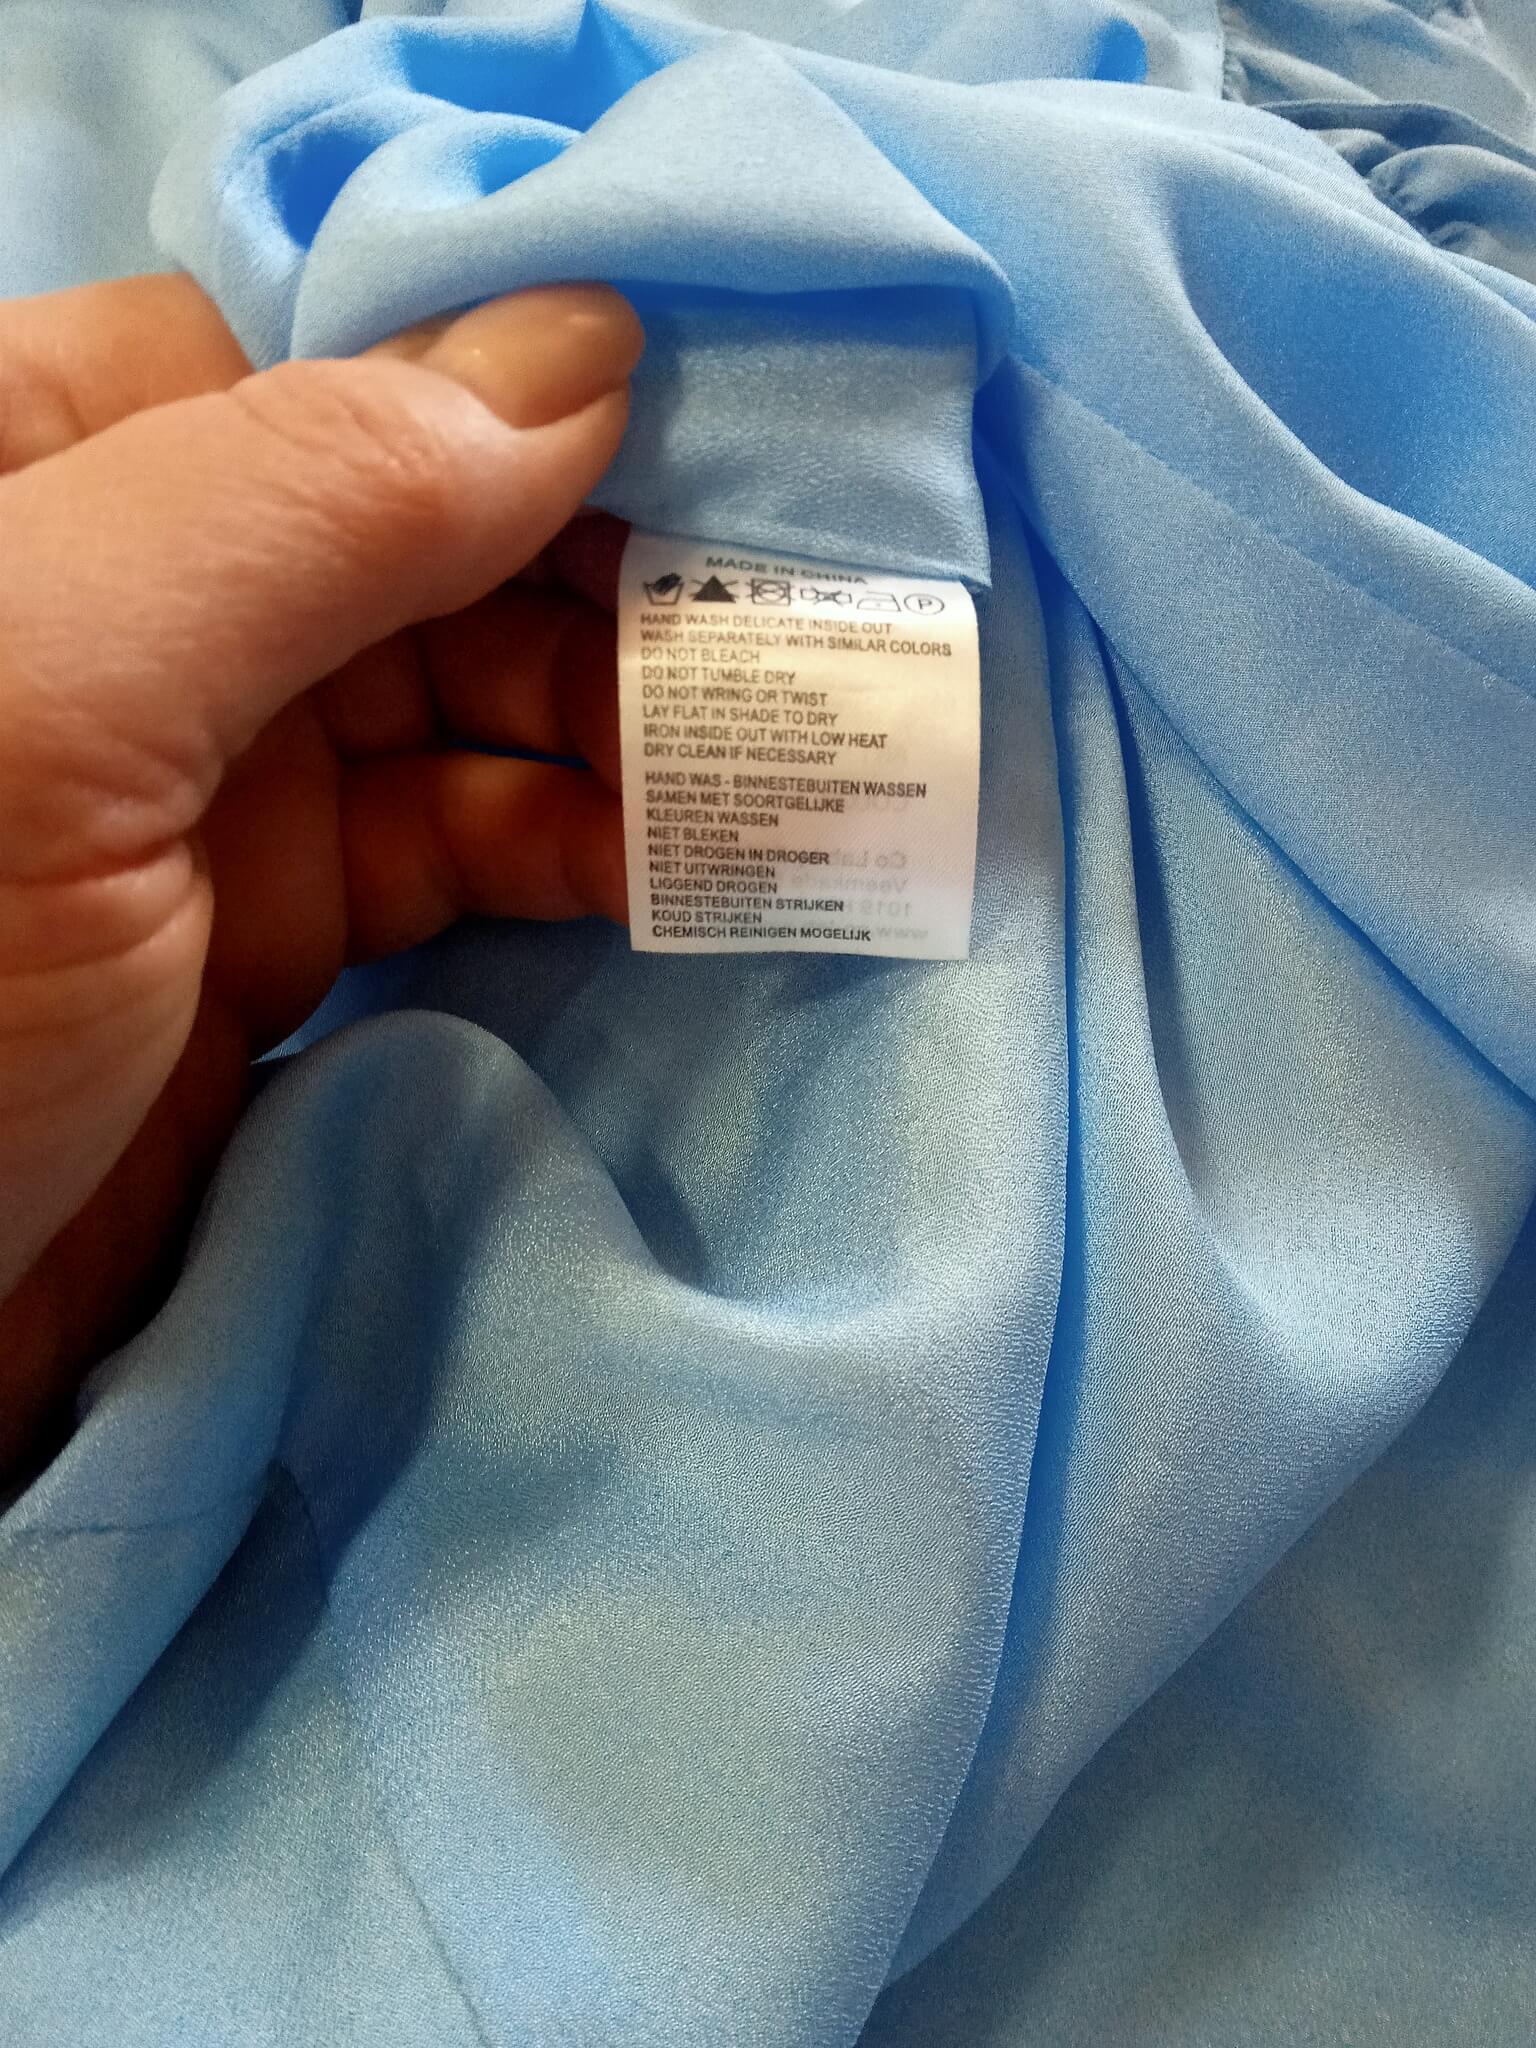 MADE IN CHINA
P
HAND WASH DELICATE INSIDE OUT
WASH SEPARATELY WITH SIMILAR COLORS
DO NOT BLEACH
DO NOT TUMBLE DRY
DO NOT WRING OR TWIST
LAY FLAT IN SHADE TO DRY
IRON INSIDE OUT WITH LOW HEAT
DRY CLEAN IF NECESSARY
HAND WAS - BINNESTEBUITEN WASSEN
SAMEN MET SOORTGELIJKE
KLEUREN WASSEN
NIET BLEKEN
NIET DROGEN IN DROGER
NIET UITWRINGEN
LIGGEND DROGEN
BINNESTEBUITEN STRIJKEN
KOUD STRIJKEN
CHEMISCH REINIGEN MOGELIJK